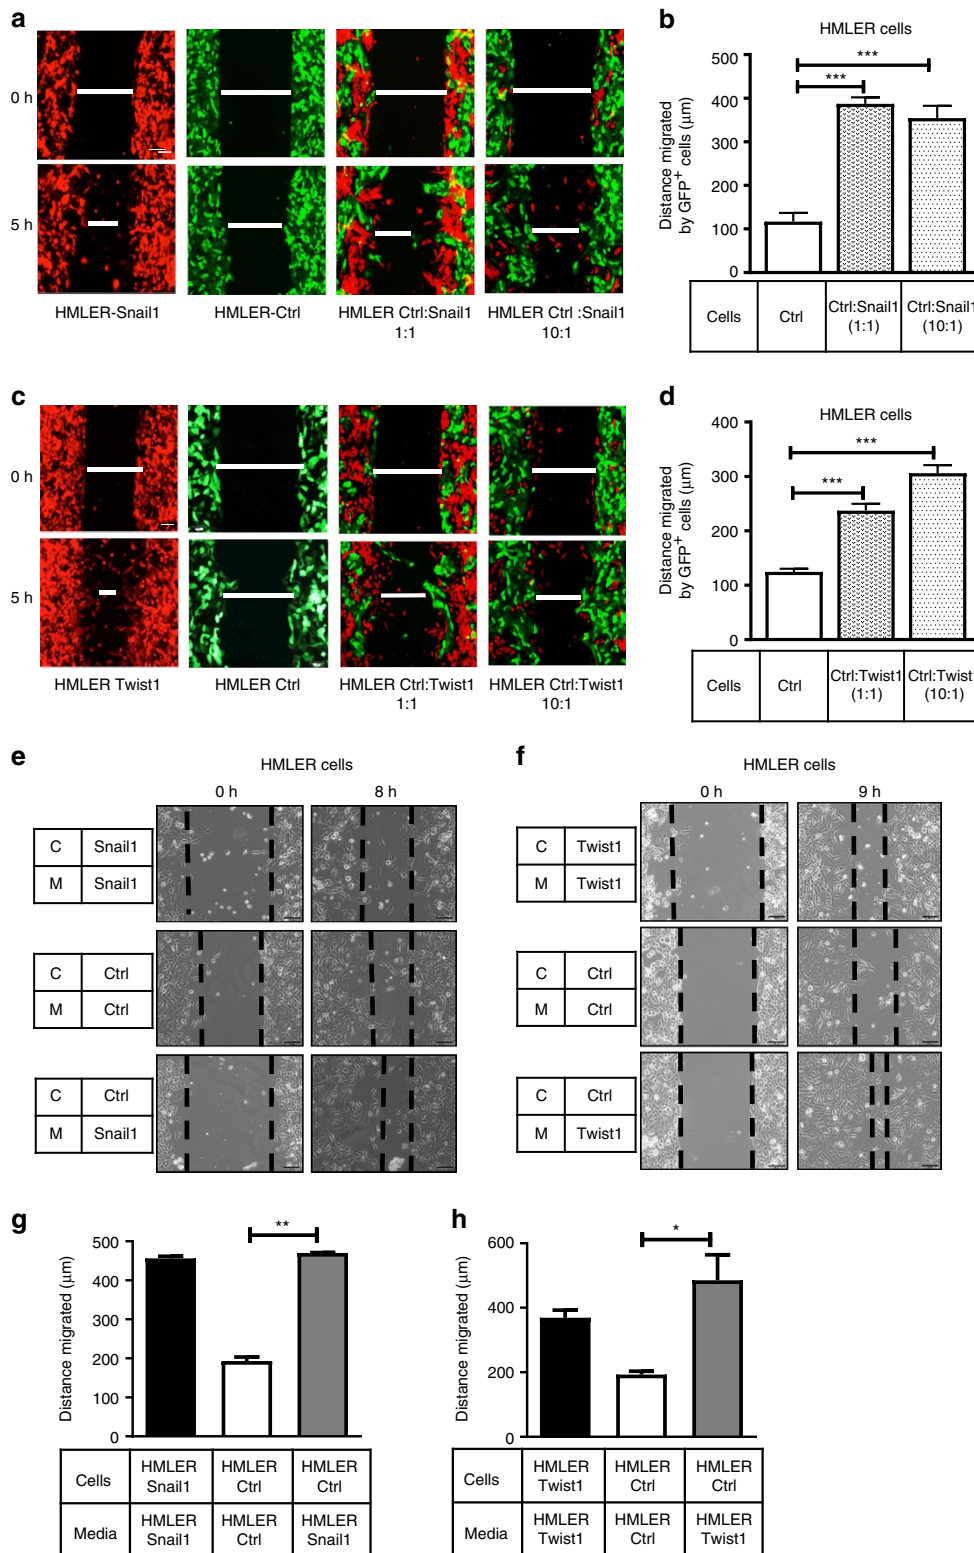 a
0 h
5 h
HMLER-Snail1
HMLER-Ctrl
HMLER Ctrl:Snail1
1:1
HMLER Ctrl :Snail1
10:1
b
HMLER cells
***
***
Distance migrated
by GFP+ cells (μm)
500
400
300
200
100
0
Cells
Ctrl
Ctrl:Snail1
(1:1)
Ctrl:Snail1
(10:1)
c
0 h
5 h
HMLER Twist1
HMLER Ctrl
HMLER Ctrl:Twist1
1:1
HMLER Ctrl:Twist1
10:1
d
HMLER cells
***
***
Distance migrated
by GFP+ cells (μm)
400
300
200
100
0
Cells
Ctrl
Ctrl:Twist1
(1:1)
Ctrl:Twist1
(10:1)
e
HMLER cells
0 h
8 h
C Snail1
M Snail1
C Ctrl
M Ctrl
C Ctrl
M Snail1
f
HMLER cells
0 h
9 h
C Twist1
M Twist1
C Ctrl
M Ctrl
C Ctrl
M Twist1
g
**
Distance migrated (μm)
500
400
200
100
0
Cells
HMLER
Snail1
HMLER
Ctrl
HMLER
Ctrl
Media
HMLER
Snail1
HMLER
Ctrl
HMLER
Snail1
h
*
Distance migrated (μm)
600
400
200
0
Cells
HMLER
Twist1
HMLER
Ctrl
HMLER
Ctrl
Media
HMLER
Twist1
HMLER
Ctrl
HMLER
Twist1